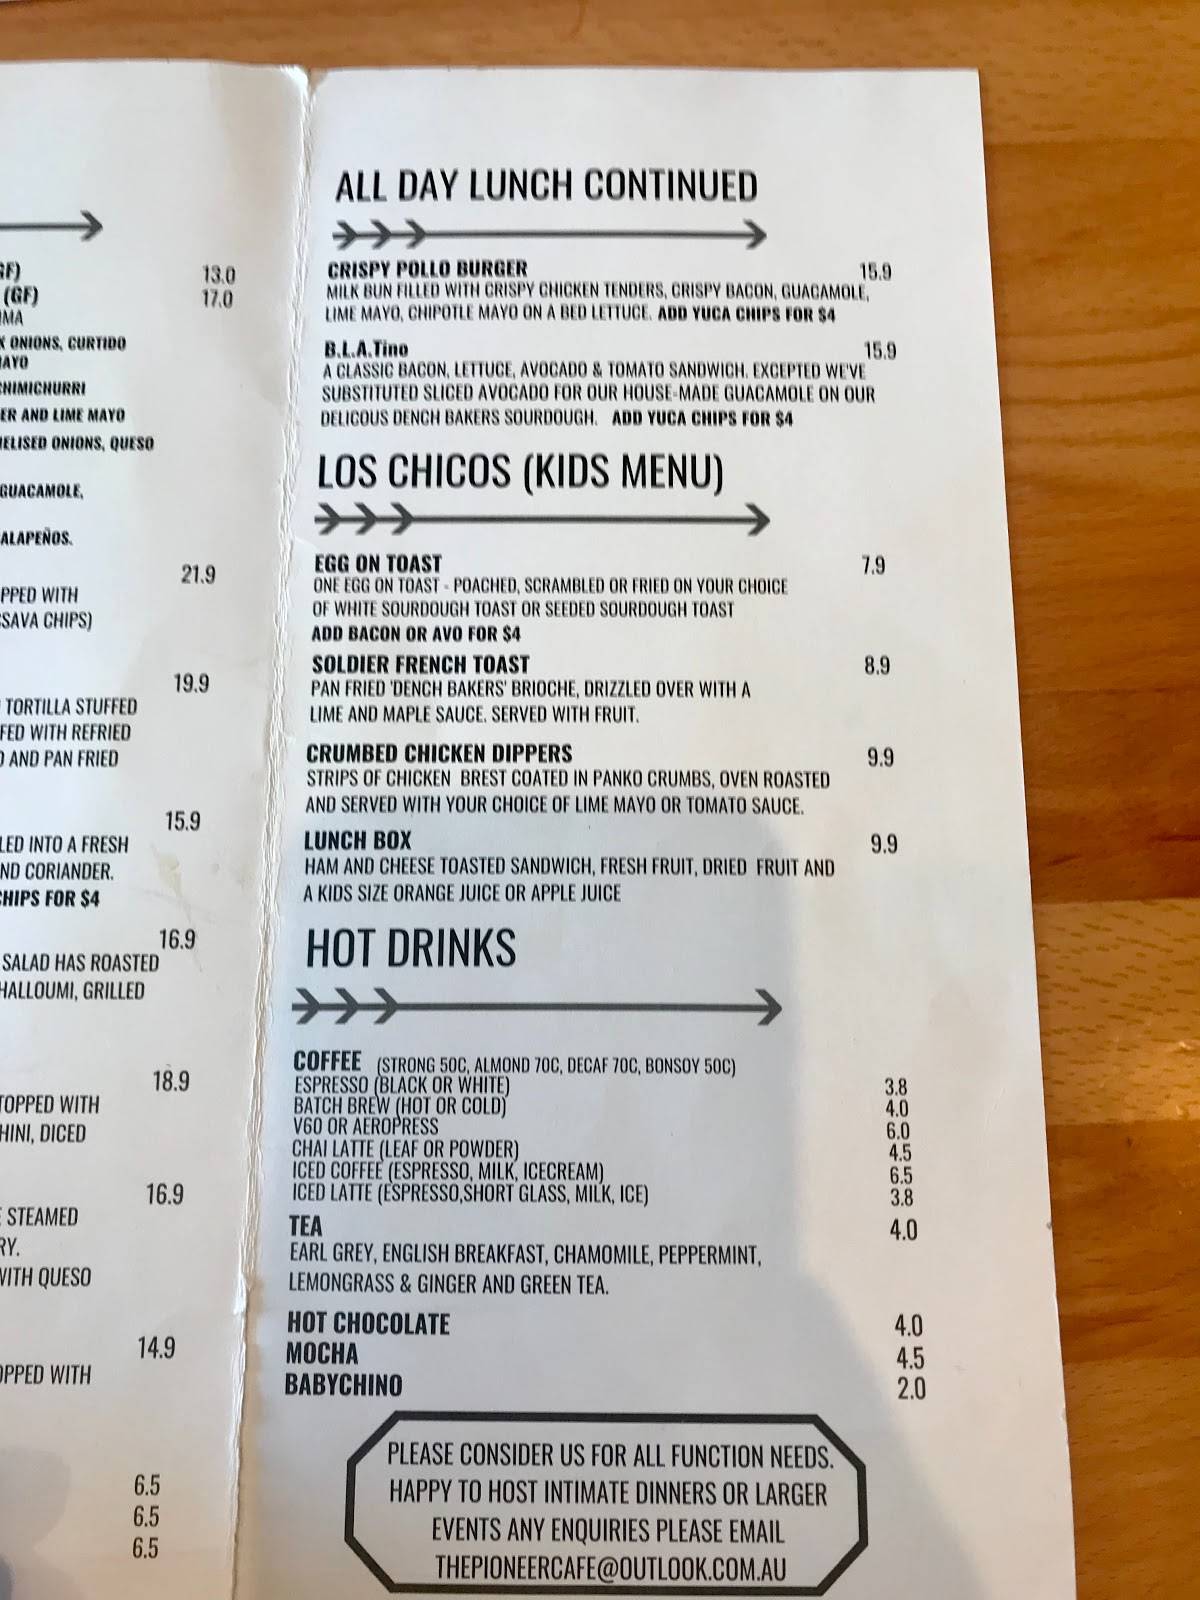 GF)
13.0
(GF)
17.0
K ONIONS, CURTIDO
HIMICHURRI
ER AND LIME MAYO
ELISED ONIONS, QUESO
GUACAMOLE,
ALAPEÑOS.
21.9
PPED WITH
SAVA CHIPS)
19.9
TORTILLA STUFFED
FED WITH REFRIED
AND PAN FRIED
15.9
LED INTO A FRESH
ND CORIANDER.
CHIPS FOR $4
16.9
SALAD HAS ROASTED
HALLOUMI, GRILLED
18.9
TOPPED WITH
HINI, DICED
16.9
STEAMED
RY.
WITH QUESO
14.9
OPPED WITH
6.5
6.5
6.5
ALL DAY LUNCH CONTINUED
CRISPY POLLO BURGER 15.9
MILK BUN FILLED WITH CRISPY CHICKEN TENDERS, CRISPY BACON, GUACAMOLE,
LIME MAYO, CHIPOTLE MAYO ON A BED LETTUCE. ADD YUCA CHIPS FOR $4
B.L.A.Tino 15.9
A CLASSIC BACON, LETTUCE, AVOCADO & TOMATO SANDWICH. EXCEPTED WE'VE
SUBSTITUTED SLICED AVOCADO FOR OUR HOUSE-MADE GUACAMOLE ON OUR
DELICOUS DENCH BAKERS SOURDOUGH. ADD YUCA CHIPS FOR $4
LOS CHICOS (KIDS MENU)
EGG ON TOAST 7.9
ONE EGG ON TOAST - POACHED, SCRAMBLED OR FRIED ON YOUR CHOICE
OF WHITE SOURDOUGH TOAST OR SEEDED SOURDOUGH TOAST
ADD BACON OR AVO FOR $4
SOLDIER FRENCH TOAST 8.9
PAN FRIED 'DENCH BAKERS' BRIOCHE, DRIZZLED OVER WITH A
LIME AND MAPLE SAUCE. SERVED WITH FRUIT.
CRUMBED CHICKEN DIPPERS 9.9
STRIPS OF CHICKEN BREST COATED IN PANKO CRUMBS, OVEN ROASTED
AND SERVED WITH YOUR CHOICE OF LIME MAYO OR TOMATO SAUCE.
LUNCH BOX 9.9
HAM AND CHEESE TOASTED SANDWICH, FRESH FRUIT, DRIED FRUIT AND
A KIDS SIZE ORANGE JUICE OR APPLE JUICE
HOT DRINKS
COFFEE (STRONG 50C, ALMOND 70C, DECAF 70C, BONSOY 50C)
ESPRESSO (BLACK OR WHITE) 3.8
BATCH BREW (HOT OR COLD) 4.0
V60 OR AEROPRESS 6.0
CHAI LATTE (LEAF OR POWDER) 4.5
ICED COFFEE (ESPRESSO, MILK, ICECREAM) 6.5
ICED LATTE (ESPRESSO,SHORT GLASS, MILK, ICE) 3.8
TEA 4.0
EARL GREY, ENGLISH BREAKFAST, CHAMOMILE, PEPPERMINT,
LEMONGRASS & GINGER AND GREEN TEA.
HOT CHOCOLATE 4.0
MOCHA 4.5
BABYCHINO 2.0
PLEASE CONSIDER US FOR ALL FUNCTION NEEDS.
HAPPY TO HOST INTIMATE DINNERS OR LARGER
EVENTS ANY ENQUIRIES PLEASE EMAIL
THEPIONEERCAFE@OUTLOOK.COM.AU